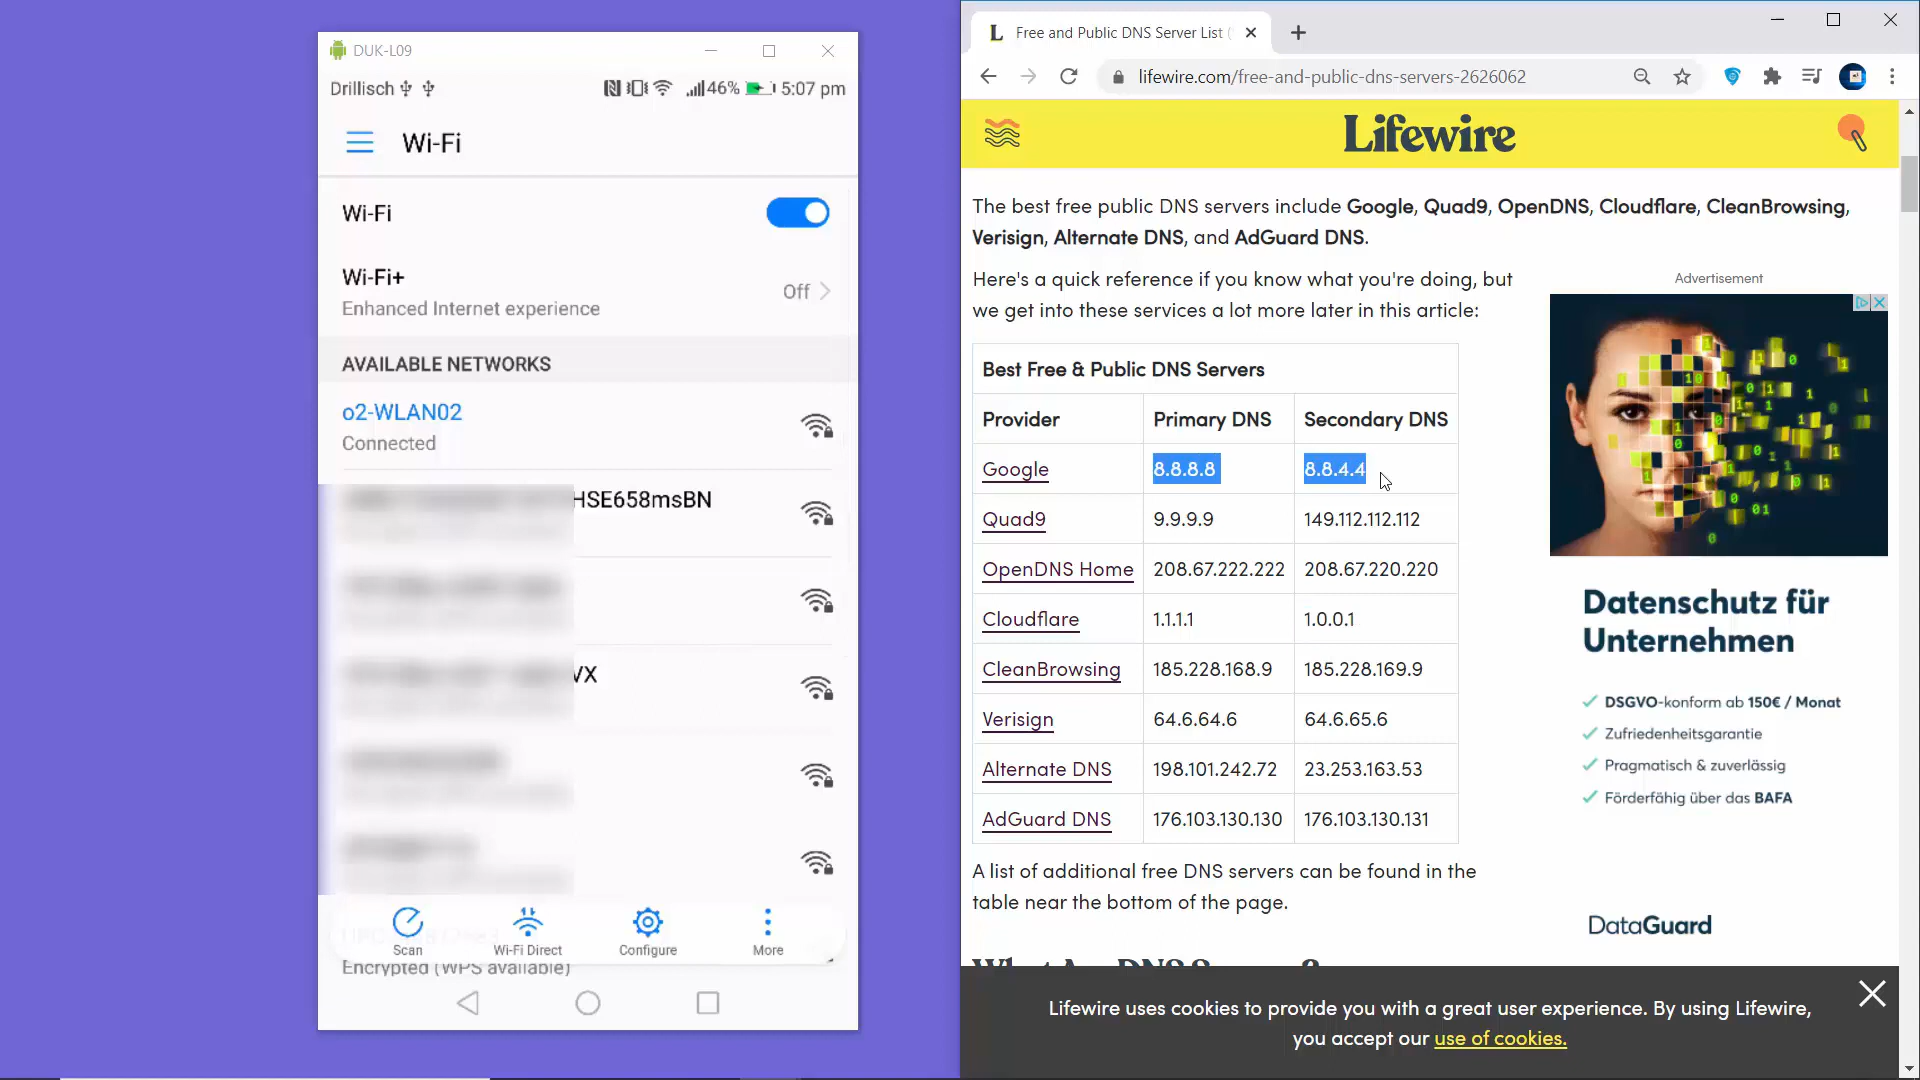 DUK-L09
Drillisch
46% 5:07 pm
Wi-Fi
Wi-Fi
Wi-Fi+
Enhanced Internet experience
Off
AVAILABLE NETWORKS
o2-WLAN02
Connected
HSE658msBN
VX
Scan
Wi-Fi Direct
Configure
More
Encrypted (WPS available)
L Free and Public DNS Server List (
lifewire.com/free-and-public-dns-servers-2626062
Lifewire
The best free public DNS servers include Google, Quad9, OpenDNS, Cloudflare, CleanBrowsing,
Verisign, Alternate DNS, and AdGuard DNS.
Here's a quick reference if you know what you're doing, but
we get into these services a lot more later in this article:
Best Free & Public DNS Servers
Provider Primary DNS Secondary DNS
Google 8.8.8.8 8.8.4.4
Quad9 9.9.9.9 149.112.112.112
OpenDNS Home 208.67.222.222 208.67.220.220
Cloudflare 1.1.1.1 1.0.0.1
CleanBrowsing 185.228.168.9 185.228.169.9
Verisign 64.6.64.6 64.6.65.6
Alternate DNS 198.101.242.72 23.253.163.53
AdGuard DNS 176.103.130.130 176.103.130.131
A list of additional free DNS servers can be found in the
table near the bottom of the page.
Advertisement
Datenschutz für
Unternehmen
DSGVO-konform ab 150€ / Monat
Zufriedenheitsgarantie
Pragmatisch & zuverlässig
Förderfähig über das BAFA
DataGuard
Lifewire uses cookies to provide you with a great user experience. By using Lifewire,
you accept our use of cookies.